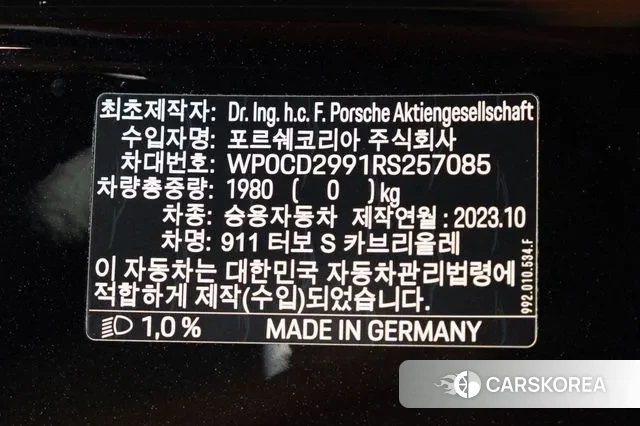 최초제작자: Dr. Ing. h.c. F. Porsche Aktiengesellschaft
수입자명: 포르쉐코리아 주식회사
차대번호: WP0CD2991RS257085
차량총중량: 1980 ( 0 )kg
차종: 승용자동차 제작연월 : 2023.10
차명: 911 터보 S 카브리올레
이 자동차는 대한민국 자동차관리법령에
적합하게 제작(수입)되었습니다.
1,0 % MADE IN GERMANY
992.010.534.F
CARSKOREA